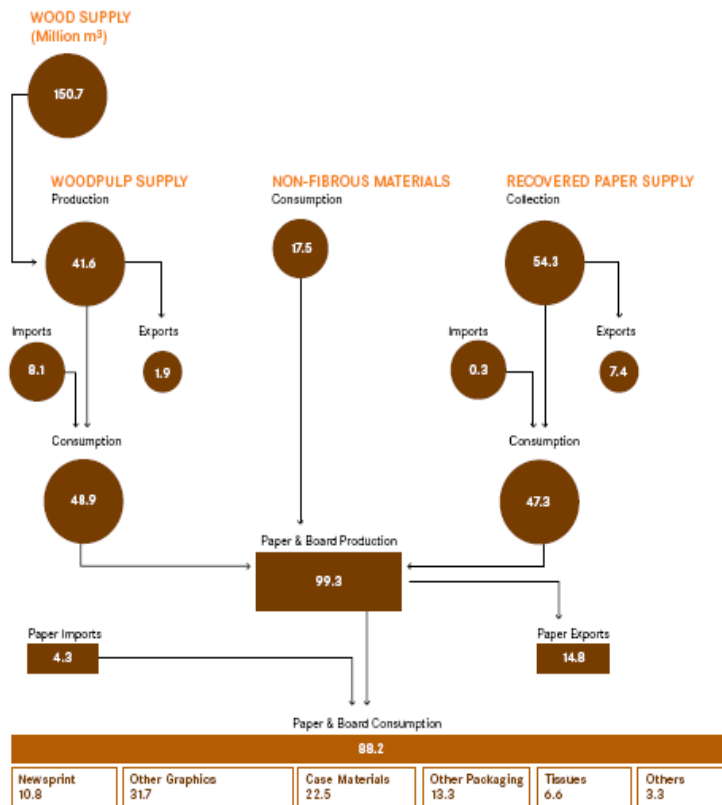 WOOD SUPPLY
(Million m³)
150.7
WOODPULP SUPPLY
Production
NON-FIBROUS MATERIALS
Consumption
RECOVERED PAPER SUPPLY
Collection
41.6
17.5
54.3
Imports
Exports
Imports
Exports
8.1
1.9
0.3
7.4
Consumption
Consumption
48.9
47.3
Paper & Board Production
99.3
Paper Imports
Paper Exports
4.3
14.8
Paper & Board Consumption
88.2
Newsprint
10.8
Other Graphics
31.7
Case Materials
22.5
Other Packaging
13.3
Tissues
6.6
Others
3.3